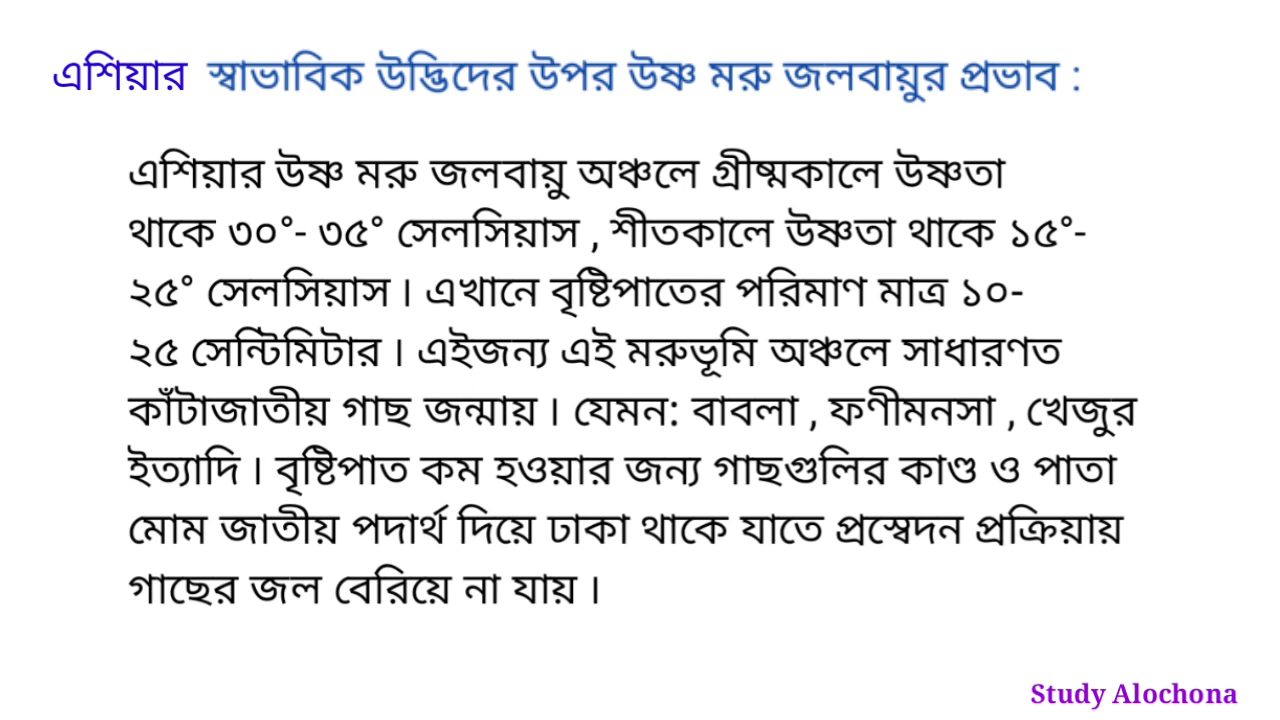 এশিয়ার স্বাভাবিক উদ্ভিদের উপর উষ্ণ মরু জলবায়ুর প্রভাব :
এশিয়ার উষ্ণ মরু জলবায়ু অঞ্চলে গ্রীষ্মকালে উষ্ণতা
থাকে ৩০°- ৩৫° সেলসিয়াস , শীতকালে উষ্ণতা থাকে ১৫°-
২৫° সেলসিয়াস । এখানে বৃষ্টিপাতের পরিমাণ মাত্র ১০-
২৫ সেন্টিমিটার । এইজন্য এই মরুভূমি অঞ্চলে সাধারণত
কাঁটাজাতীয় গাছ জন্মায় । যেমন: বাবলা , ফণীমনসা , খেজুর
ইত্যাদি । বৃষ্টিপাত কম হওয়ার জন্য গাছগুলির কাণ্ড ও পাতা
মোম জাতীয় পদার্থ দিয়ে ঢাকা থাকে যাতে প্রস্বেদন প্রক্রিয়ায়
গাছের জল বেরিয়ে না যায় ।
Study Alochona